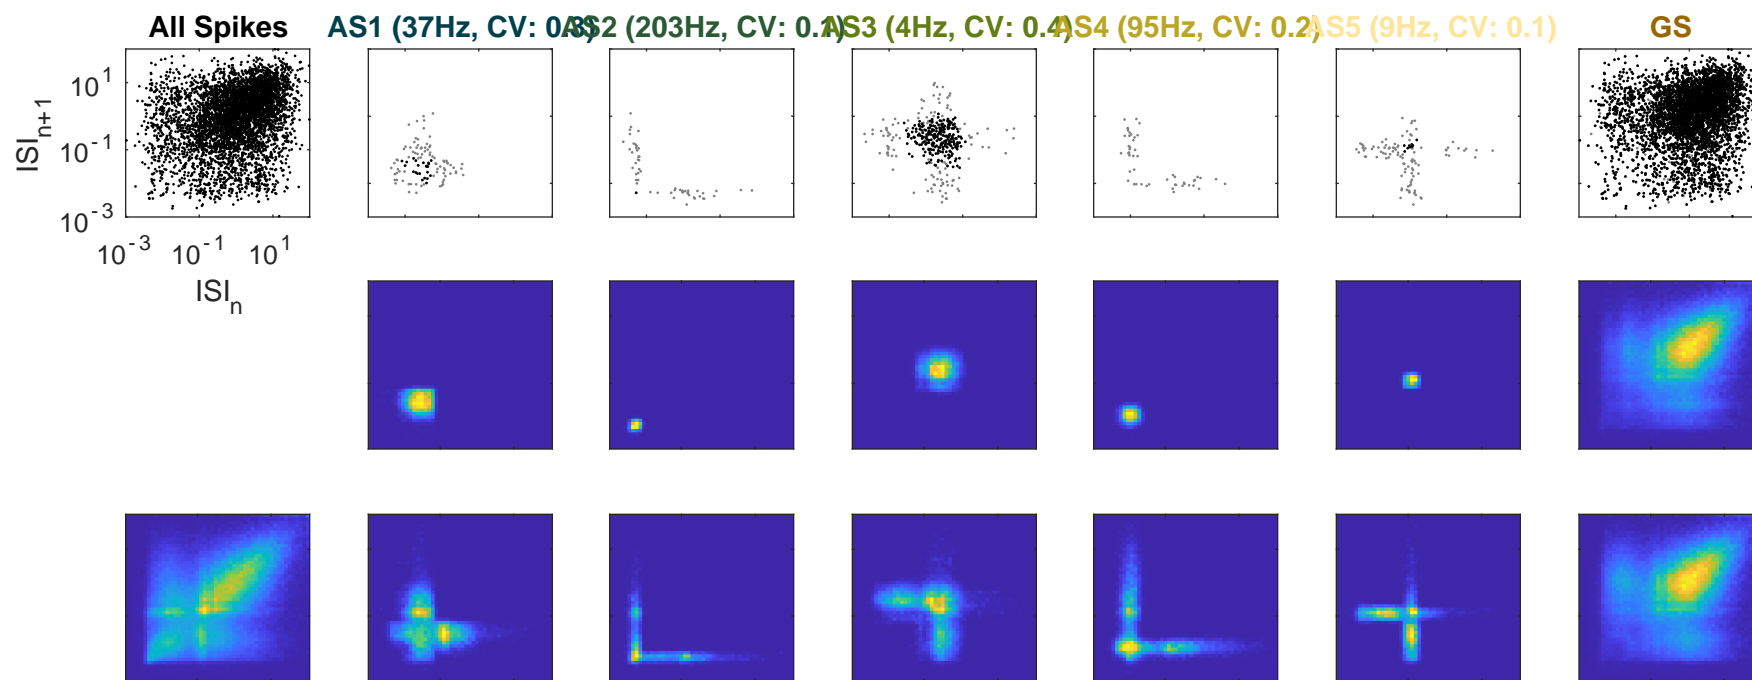 All Spikes
AS1 (37Hz, CV: 0.3)
AS2 (203Hz, CV: 0.1)
AS3 (4Hz, CV: 0.4)
AS4 (95Hz, CV: 0.2)
AS5 (9Hz, CV: 0.1)
GS
ISI_{n+1}
10^1
10^{-1}
10^{-3}
10^{-3} 10^{-1} 10^1
ISI_n